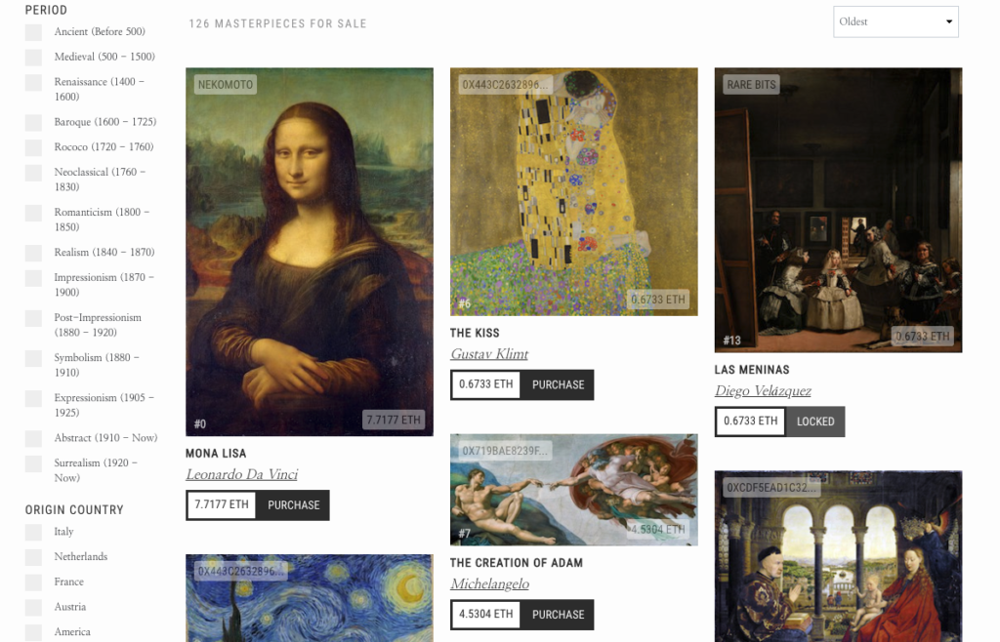 PERIOD
Ancient (Before 500)
Medieval (500 – 1500)
Renaissance (1400 –
1600)
Baroque (1600 – 1725)
Rococo (1720 – 1760)
Neoclassical (1760 –
1830)
Romanticism (1800 –
1850)
Realism (1840 – 1870)
Impressionism (1870 –
1900)
Post-Impressionism
(1880 – 1920)
Symbolism (1880 –
1910)
Expressionism (1905 –
1925)
Abstract (1910 – Now)
Surrealism (1920 –
Now)
ORIGIN COUNTRY
Italy
Netherlands
France
Austria
America
126 MASTERPIECES FOR SALE
Oldest
NEKOMOTO
#0
7.7177 ETH
MONA LISA
Leonardo Da Vinci
7.7177 ETH PURCHASE
0X443C2632896...
0X443C2632896...
#6
0.6733 ETH
THE KISS
Gustav Klimt
0.6733 ETH PURCHASE
0X719BAE8239F...
#7
4.5304 ETH
THE CREATION OF ADAM
Michelangelo
4.5304 ETH PURCHASE
RARE BITS
#13
0.6733 ETH
LAS MENINAS
Diego Velázquez
0.6733 ETH LOCKED
0XCDF5EAD1C32...